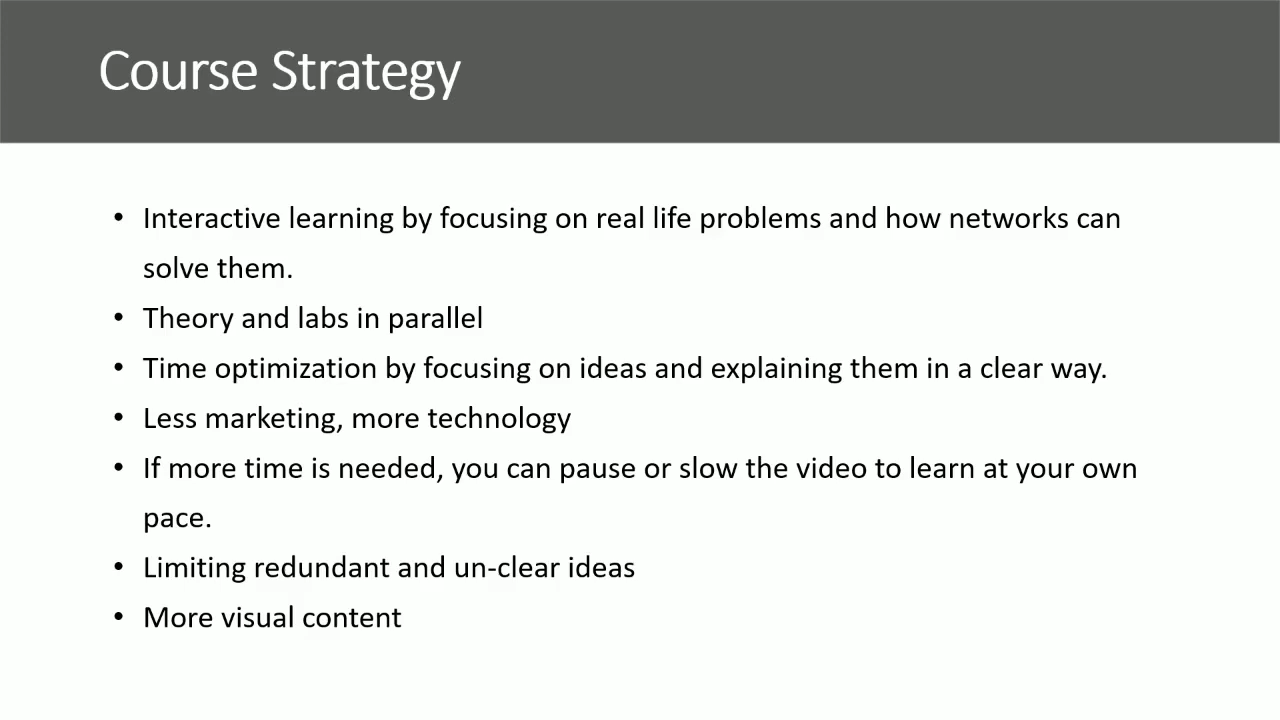 Course Strategy
• Interactive learning by focusing on real life problems and how networks can
solve them.
• Theory and labs in parallel
• Time optimization by focusing on ideas and explaining them in a clear way.
• Less marketing, more technology
• If more time is needed, you can pause or slow the video to learn at your own
pace.
• Limiting redundant and un-clear ideas
• More visual content